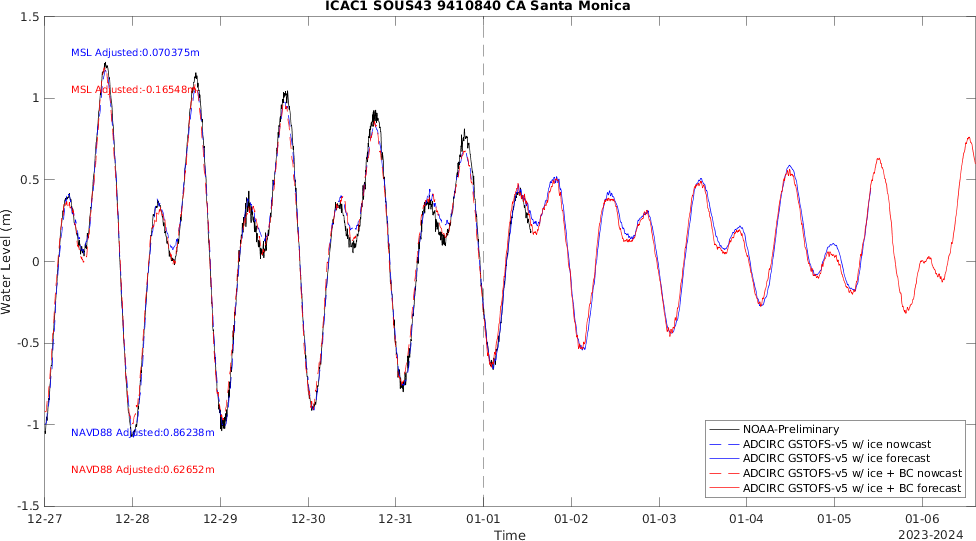 ICAC1 SOUS43 9410840 CA Santa Monica
1.5
MSL Adjusted:0.070375m
MSL Adjusted:-0.16548m
1
0.5
0
-0.5
-1
-1.5
Water Level (m)
NAVD88 Adjusted:0.86238m
NAVD88 Adjusted:0.62652m
NOAA-Preliminary
ADCIRC GSTOFS-v5 w/ ice nowcast
ADCIRC GSTOFS-v5 w/ ice forecast
ADCIRC GSTOFS-v5 w/ ice + BC nowcast
ADCIRC GSTOFS-v5 w/ ice + BC forecast
12-27 12-28 12-29 12-30 12-31 01-01 01-02 01-03 01-04 01-05 01-06
Time
2023-2024